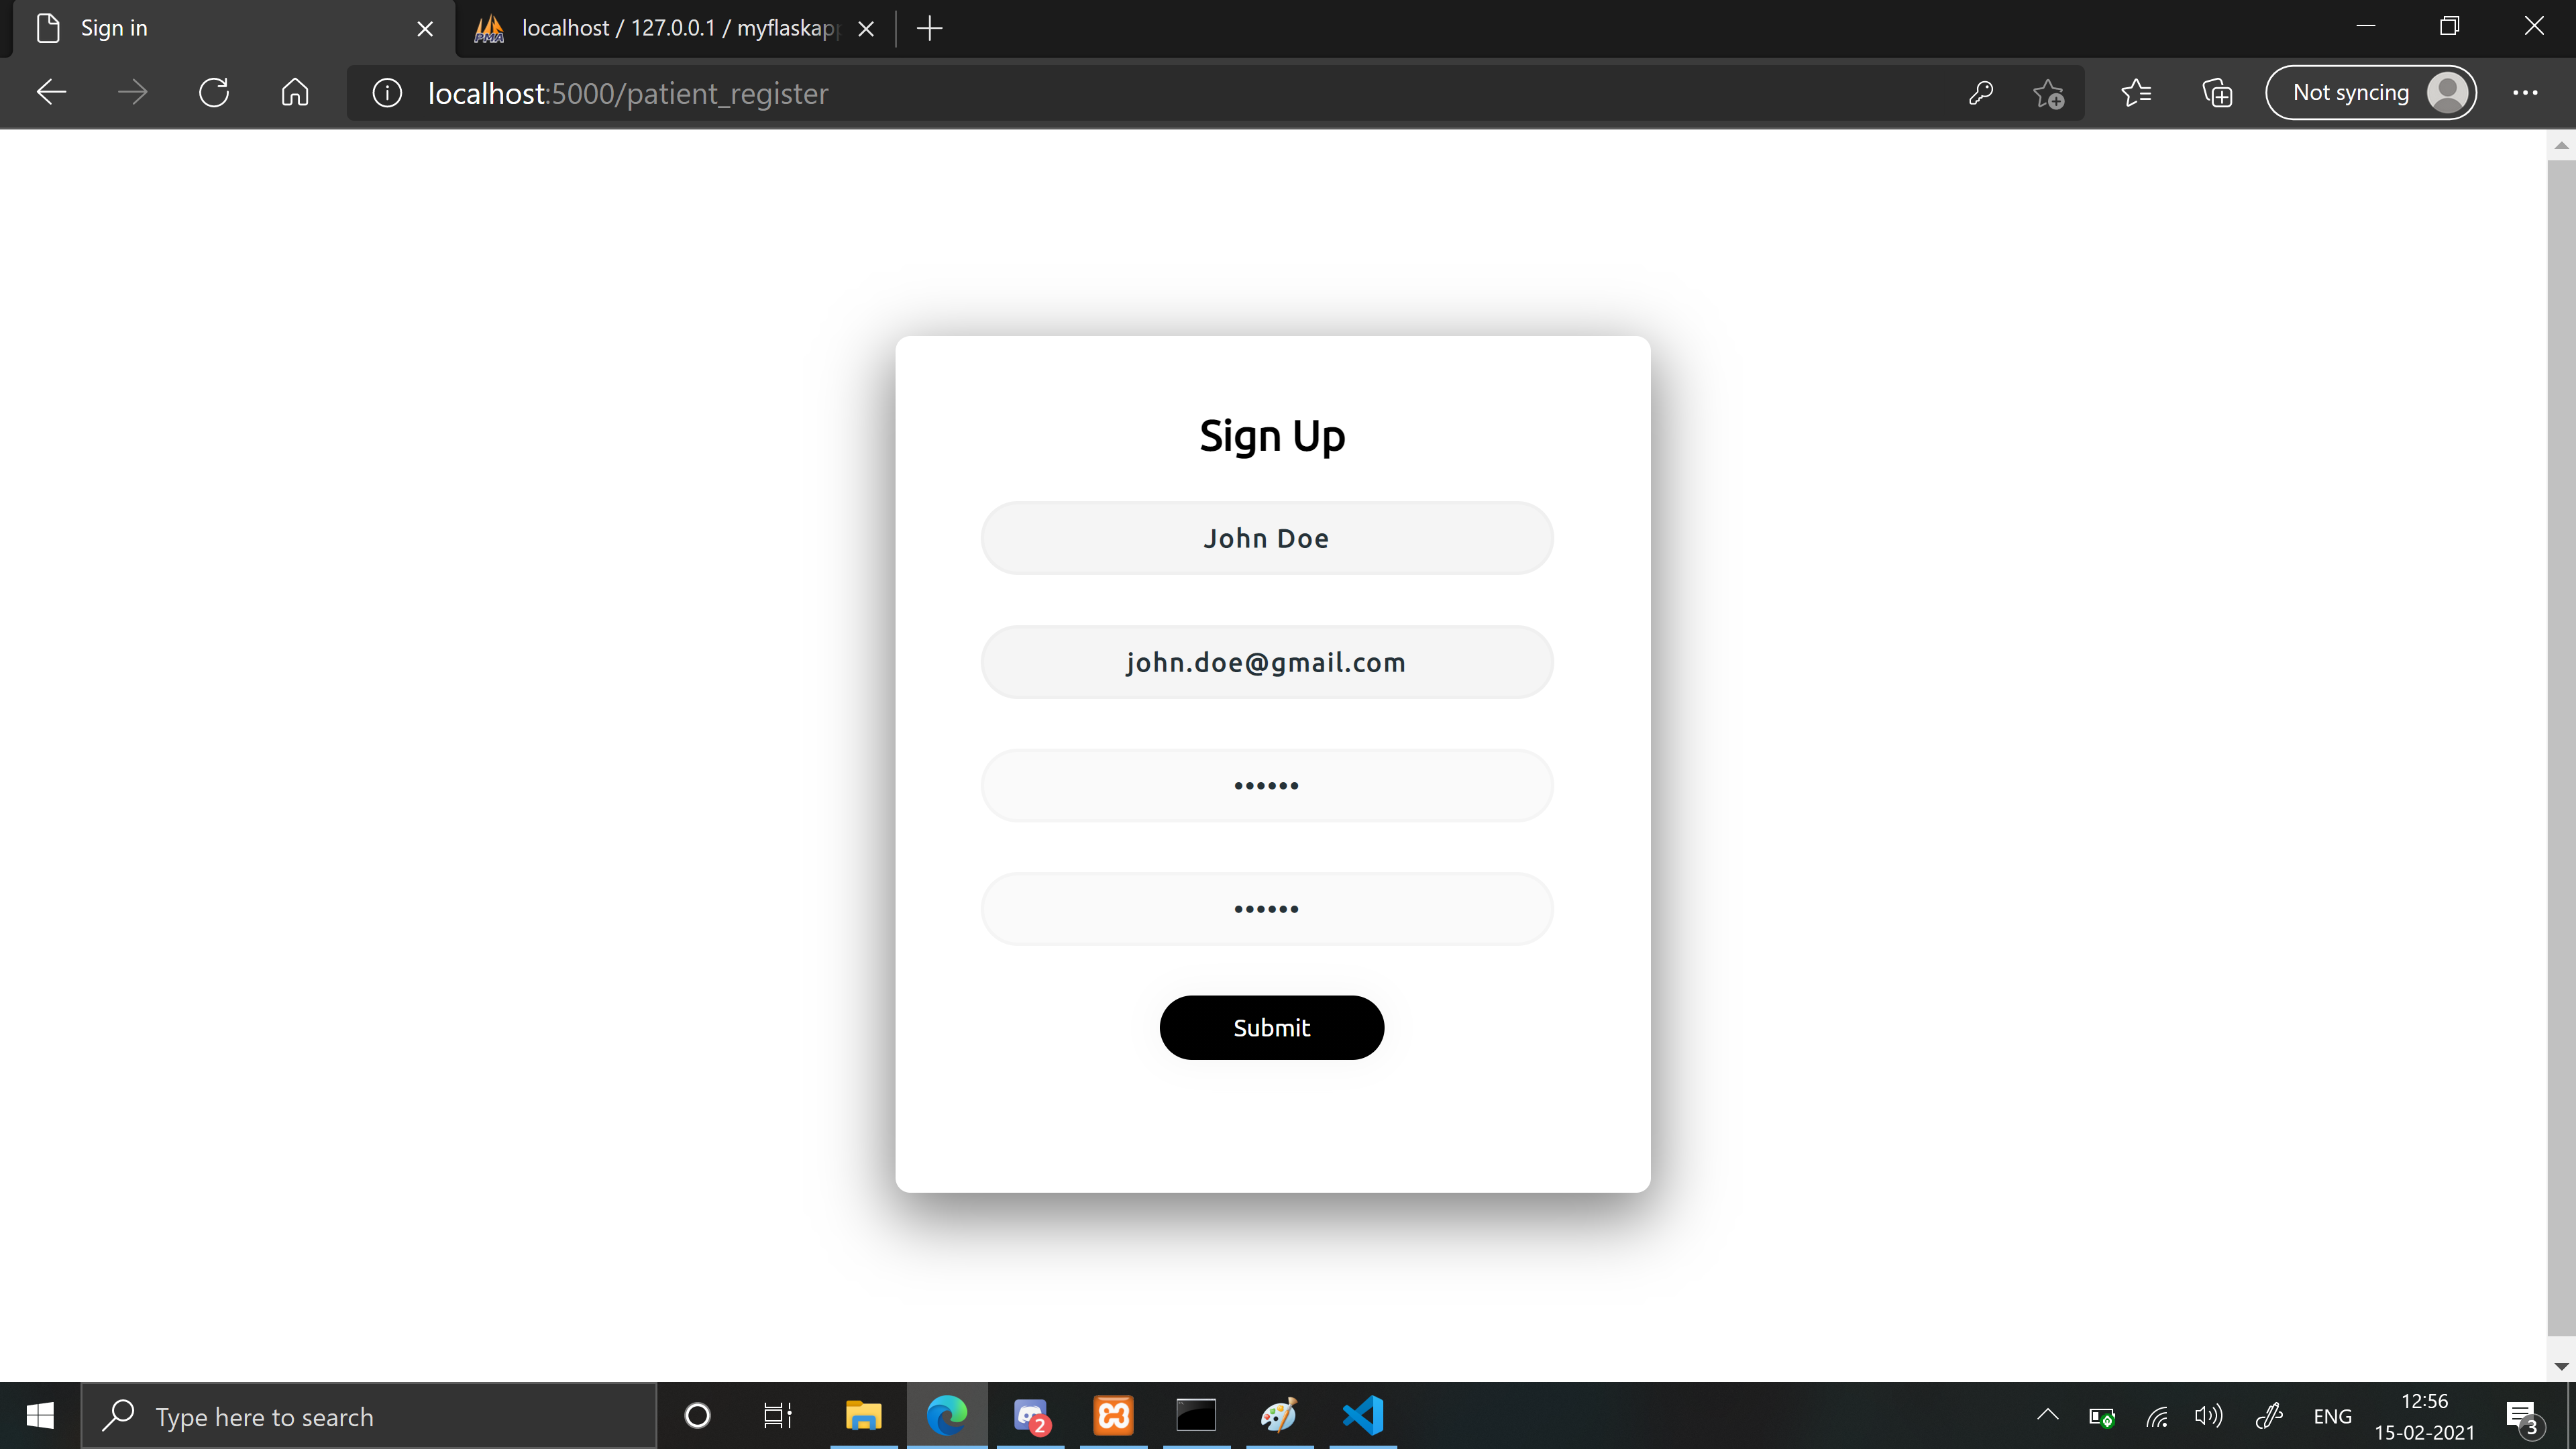 Sign in
localhost / 127.0.0.1 / myflaskap
localhost:5000/patient_register
Not syncing
Sign Up
John Doe
john.doe@gmail.com
••••••
••••••
Submit
Type here to search
2
ENG
12:56
15-02-2021
3
PMA